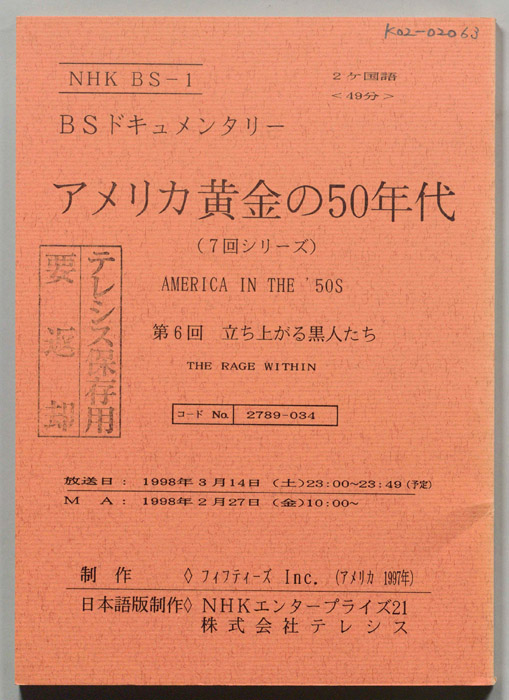 K02-02063
NHK BS-1
2ヶ国語
<49分>
BSドキュメンタリー
アメリカ黄金の50年代
(7回シリーズ)
AMERICA IN THE '50S
テレシス保存用
要返却
第6回 立ち上がる黒人たち
THE RAGE WITHIN
コード No. 2789-034
放送日: 1998年3月14日 (土)23:00~23:49(予定)
MA: 1998年2月27日 (金)10:00~
制作 ◇ フィフティーズ Inc. (アメリカ 1997年)
日本語版制作◇ NHKエンタープライズ21
株式会社テレシス